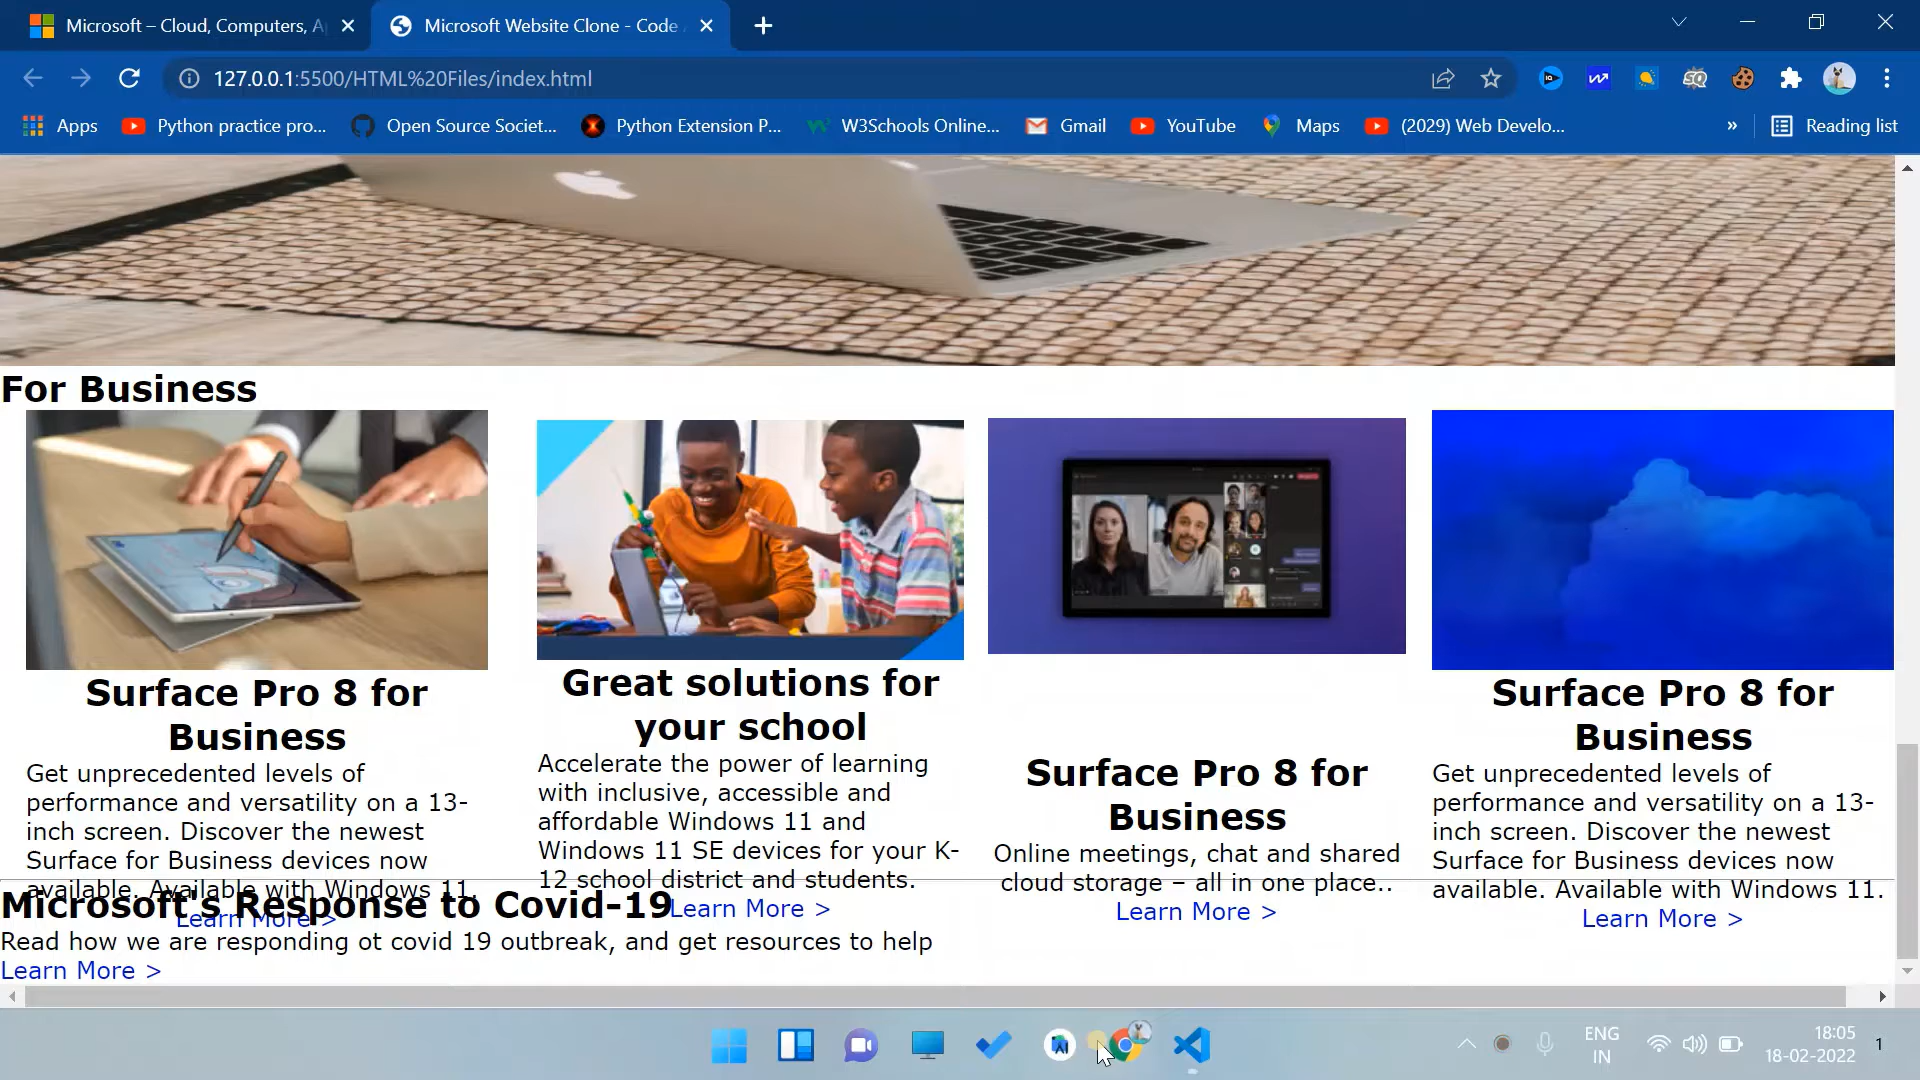 Microsoft – Cloud, Computers, A
Microsoft Website Clone - Code
127.0.0.1:5500/HTML%20Files/index.html
Apps
Python practice pro...
Open Source Societ...
Python Extension P...
W3Schools Online...
Gmail
YouTube
Maps
(2029) Web Develo...
»
Reading list
For Business
Surface Pro 8 for
Business
Get unprecedented levels of
performance and versatility on a 13-
inch screen. Discover the newest
Surface for Business devices now
available. Available with Windows 11.
Learn More >
Great solutions for
your school
Accelerate the power of learning
with inclusive, accessible and
affordable Windows 11 and
Windows 11 SE devices for your K-
12 school district and students.
Learn More >
Surface Pro 8 for
Business
Online meetings, chat and shared
cloud storage – all in one place..
Learn More >
Surface Pro 8 for
Business
Get unprecedented levels of
performance and versatility on a 13-
inch screen. Discover the newest
Surface for Business devices now
available. Available with Windows 11.
Learn More >
Microsoft's Response to Covid-19
Read how we are responding ot covid 19 outbreak, and get resources to help
Learn More >
ENG
IN
18:05
18-02-2022
1